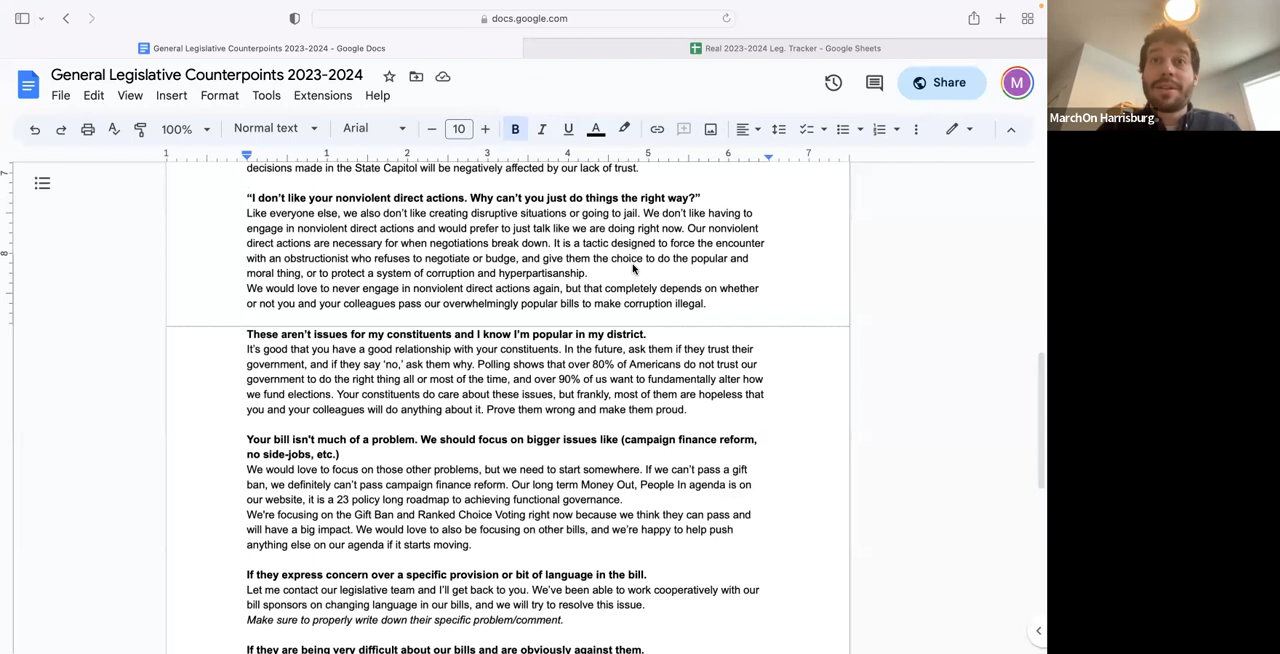 docs.google.com
General Legislative Counterpoints 2023-2024 - Google Docs
Real 2023-2024 Leg. Tracker - Google Sheets
General Legislative Counterpoints 2023-2024
File Edit View Insert Format Tools Extensions Help
Share
M
100% Normal text Arial 10 B I U A
1 1 2 3 4 5 6 7
7
8
decisions made in the State Capitol will be negatively affected by our lack of trust.
“I don’t like your nonviolent direct actions. Why can’t you just do things the right way?”
Like everyone else, we also don’t like creating disruptive situations or going to jail. We don’t like having to
engage in nonviolent direct actions and would prefer to just talk like we are doing right now. Our nonviolent
direct actions are necessary for when negotiations break down. It is a tactic designed to force the encounter
with an obstructionist who refuses to negotiate or budge, and give them the choice to do the popular and
moral thing, or to protect a system of corruption and hyperpartisanship.
We would love to never engage in nonviolent direct actions again, but that completely depends on whether
or not you and your colleagues pass our overwhelmingly popular bills to make corruption illegal.
These aren’t issues for my constituents and I know I’m popular in my district.
It’s good that you have a good relationship with your constituents. In the future, ask them if they trust their
government, and if they say ‘no,’ ask them why. Polling shows that over 80% of Americans do not trust our
government to do the right thing all or most of the time, and over 90% of us want to fundamentally alter how
we fund elections. Your constituents do care about these issues, but frankly, most of them are hopeless that
you and your colleagues will do anything about it. Prove them wrong and make them proud.
Your bill isn't much of a problem. We should focus on bigger issues like (campaign finance reform,
no side-jobs, etc.)
We would love to focus on those other problems, but we need to start somewhere. If we can’t pass a gift
ban, we definitely can’t pass campaign finance reform. Our long term Money Out, People In agenda is on
our website, it is a 23 policy long roadmap to achieving functional governance.
We're focusing on the Gift Ban and Ranked Choice Voting right now because we think they can pass and
will have a big impact. We would love to also be focusing on other bills, and we’re happy to help push
anything else on our agenda if it starts moving.
If they express concern over a specific provision or bit of language in the bill.
Let me contact our legislative team and I’ll get back to you. We’ve been able to work cooperatively with our
bill sponsors on changing language in our bills, and we will try to resolve this issue.
Make sure to properly write down their specific problem/comment.
If they are being very difficult about our bills and are obviously against them.
MarchOn Harrisburg